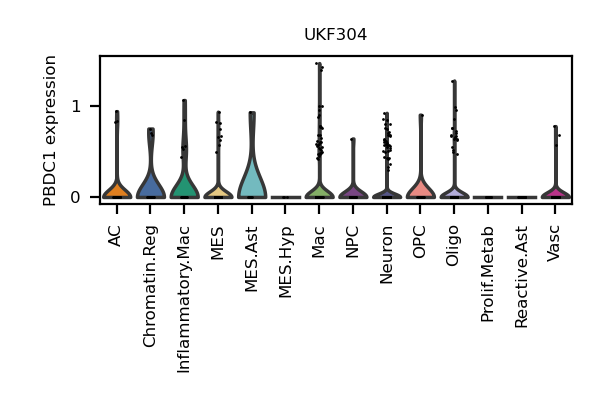 UKF304
PBDC1 expression
1
0
AC
Chromatin.Reg
Inflammatory.Mac
MES
MES.Ast
MES.Hyp
Mac
NPC
Neuron
OPC
Oligo
Prolif.Metab
Reactive.Ast
Vasc